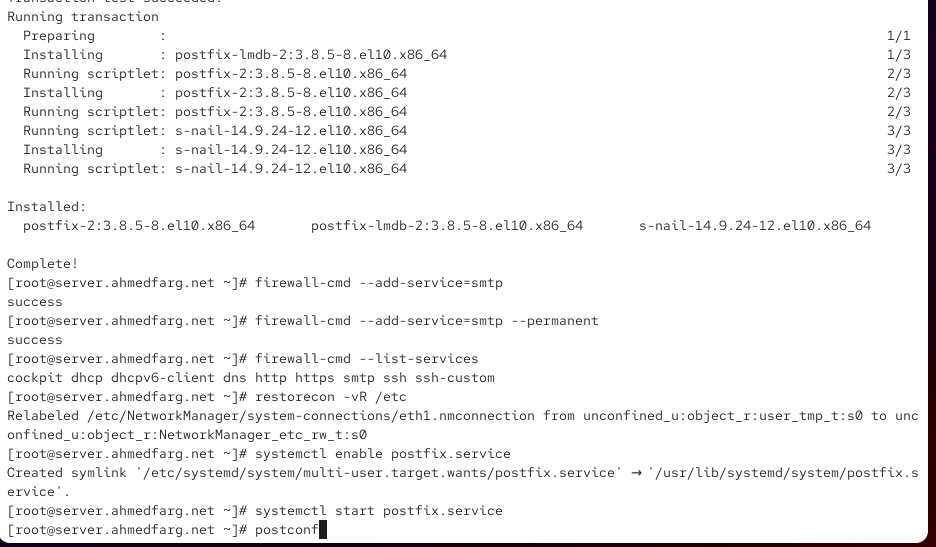 Transaction test succeeded.
Running transaction
  Preparing        :                                                                                          1/1
  Installing       : postfix-lmdb-2:3.8.5-8.el10.x86_64                                                       1/3
  Running scriptlet: postfix-2:3.8.5-8.el10.x86_64                                                            2/3
  Installing       : postfix-2:3.8.5-8.el10.x86_64                                                            2/3
  Running scriptlet: postfix-2:3.8.5-8.el10.x86_64                                                            2/3
  Running scriptlet: s-nail-14.9.24-12.el10.x86_64                                                            3/3
  Installing       : s-nail-14.9.24-12.el10.x86_64                                                            3/3
  Running scriptlet: s-nail-14.9.24-12.el10.x86_64                                                            3/3
Installed:
  postfix-2:3.8.5-8.el10.x86_64       postfix-lmdb-2:3.8.5-8.el10.x86_64       s-nail-14.9.24-12.el10.x86_64
Complete!
[root@server.ahmedfarg.net ~]# firewall-cmd --add-service=smtp
success
[root@server.ahmedfarg.net ~]# firewall-cmd --add-service=smtp --permanent
success
[root@server.ahmedfarg.net ~]# firewall-cmd --list-services
cockpit dhcp dhcpv6-client dns http https smtp ssh ssh-custom
[root@server.ahmedfarg.net ~]# restorecon -vR /etc
Relabeled /etc/NetworkManager/system-connections/eth1.nmconnection from unconfined_u:object_r:user_tmp_t:s0 to unc
onfined_u:object_r:NetworkManager_etc_rw_t:s0
[root@server.ahmedfarg.net ~]# systemctl enable postfix.service
Created symlink '/etc/systemd/system/multi-user.target.wants/postfix.service' → '/usr/lib/systemd/system/postfix.s
ervice'.
[root@server.ahmedfarg.net ~]# systemctl start postfix.service
[root@server.ahmedfarg.net ~]# postconf